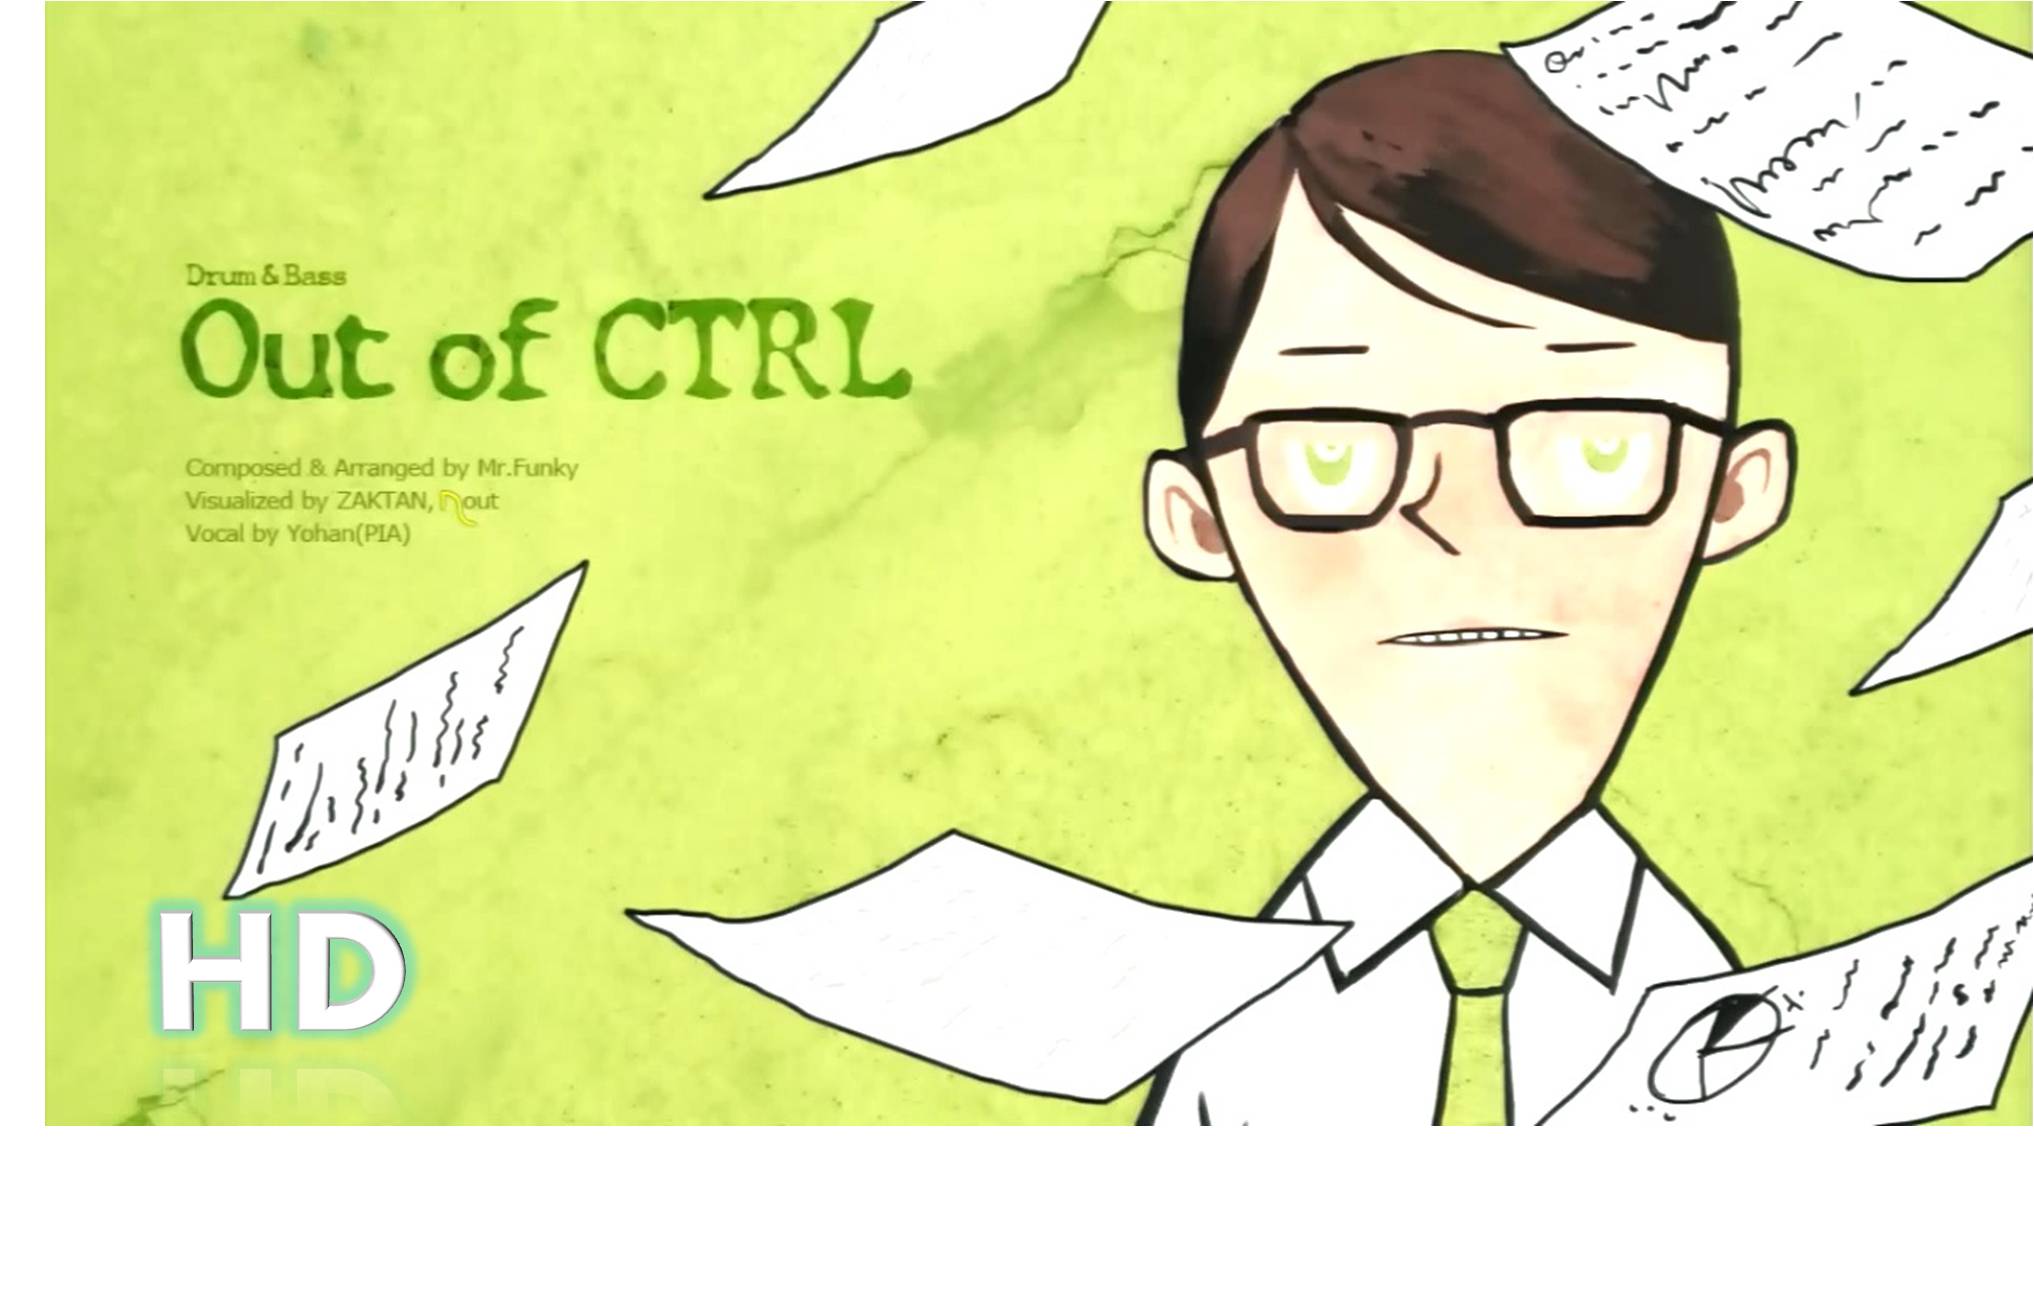 Drum & Bass
Out of CTRL
Composed & Arranged by Mr.Funky
Visualized by ZAKTAN, nout
Vocal by Yohan(PIA)
HD